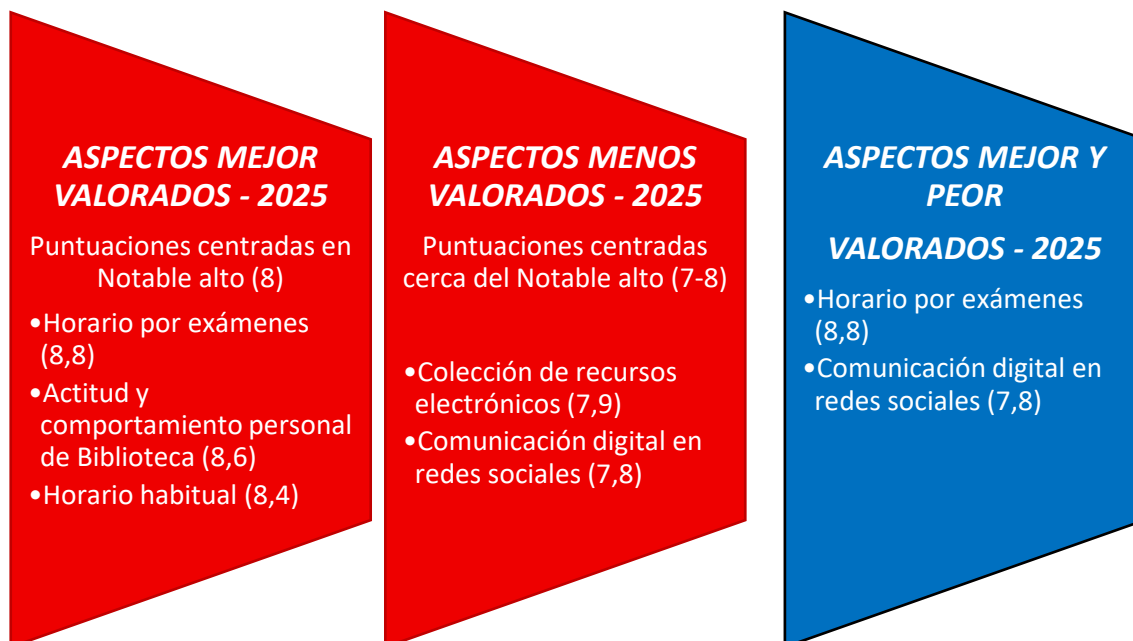 ASPECTOS MEJOR
VALORADOS - 2025
Puntuaciones centradas en
Notable alto (8)
•Horario por exámenes
(8,8)
•Actitud y
comportamiento personal
de Biblioteca (8,6)
•Horario habitual (8,4)
ASPECTOS MENOS
VALORADOS - 2025
Puntuaciones centradas
cerca del Notable alto (7-8)
•Colección de recursos
electrónicos (7,9)
•Comunicación digital en
redes sociales (7,8)
ASPECTOS MEJOR Y
PEOR
VALORADOS - 2025
•Horario por exámenes
(8,8)
•Comunicación digital en
redes sociales (7,8)